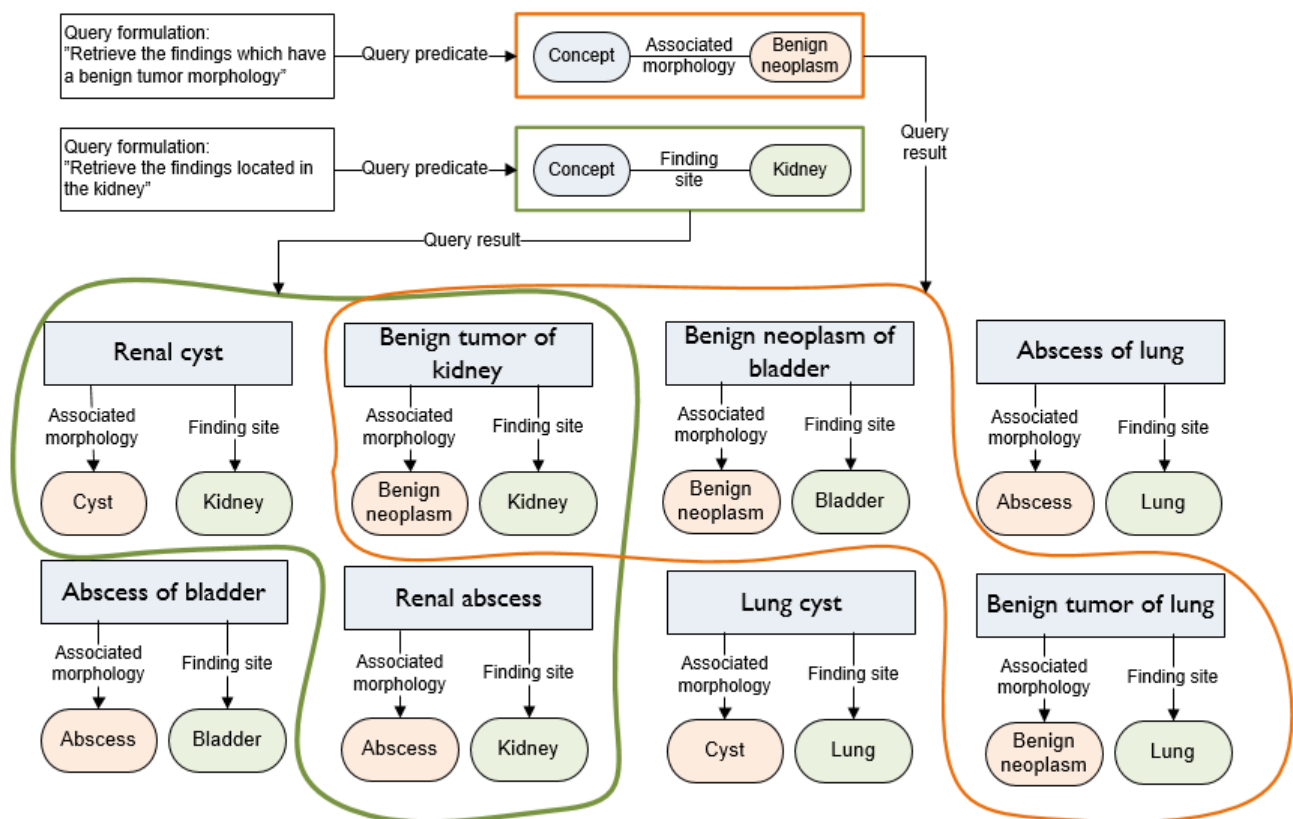 Query formulation:
"Retrieve the findings which have
a benign tumor morphology"
Query predicate
Concept
Associated
morphology
Benign
neoplasm
Query
result
Query formulation:
"Retrieve the findings located in
the kidney"
Query predicate
Concept
Finding
site
Kidney
Query result
Renal cyst
Associated
morphology
Finding site
Cyst
Kidney
Benign tumor of
kidney
Associated
morphology
Finding site
Benign
neoplasm
Kidney
Benign neoplasm of
bladder
Associated
morphology
Finding site
Benign
neoplasm
Bladder
Abscess of lung
Associated
morphology
Finding site
Abscess
Lung
Abscess of bladder
Associated
morphology
Finding site
Abscess
Bladder
Renal abscess
Associated
morphology
Finding site
Abscess
Kidney
Lung cyst
Associated
morphology
Finding site
Cyst
Lung
Benign tumor of lung
Associated
morphology
Finding site
Benign
neoplasm
Lung